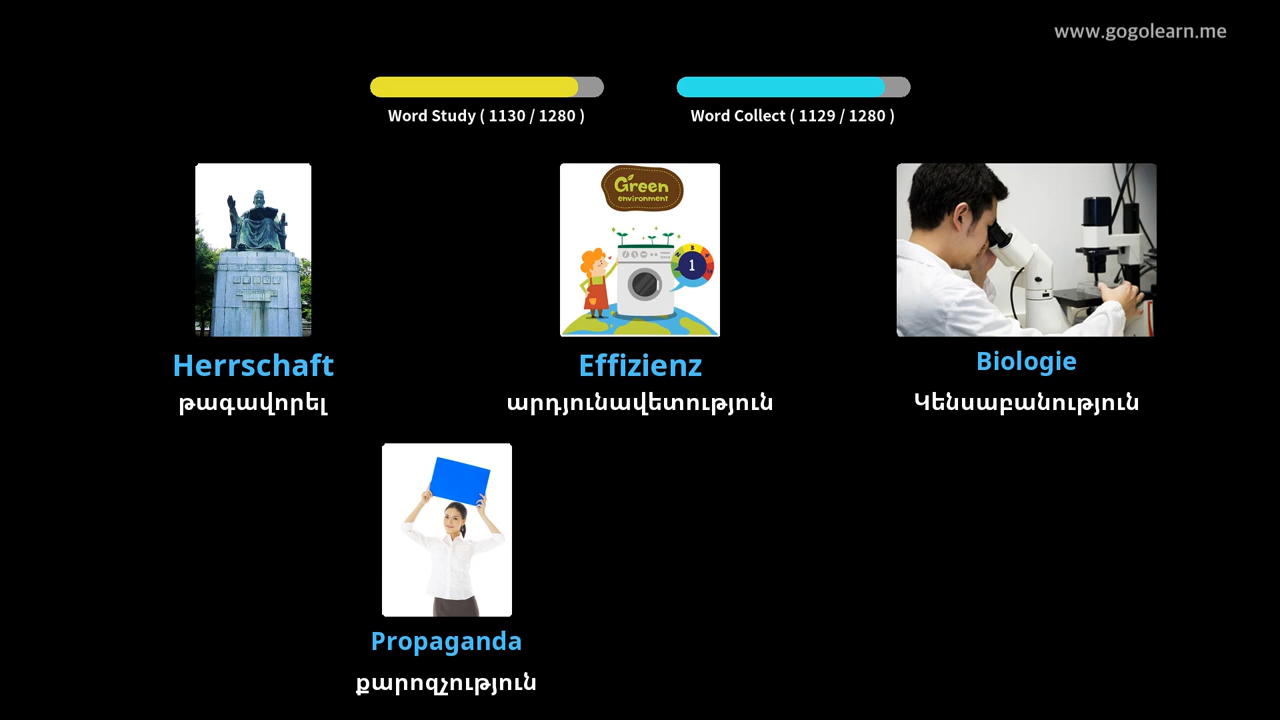 www.gogolearn.me
Word Study ( 1130 / 1280 )
Word Collect ( 1129 / 1280 )
Green
environment
1
Herrschaft
Effizienz
Biologie
թագավորել
արդյունավետություն
Կենսաբանություն
Propaganda
քարոզչություն